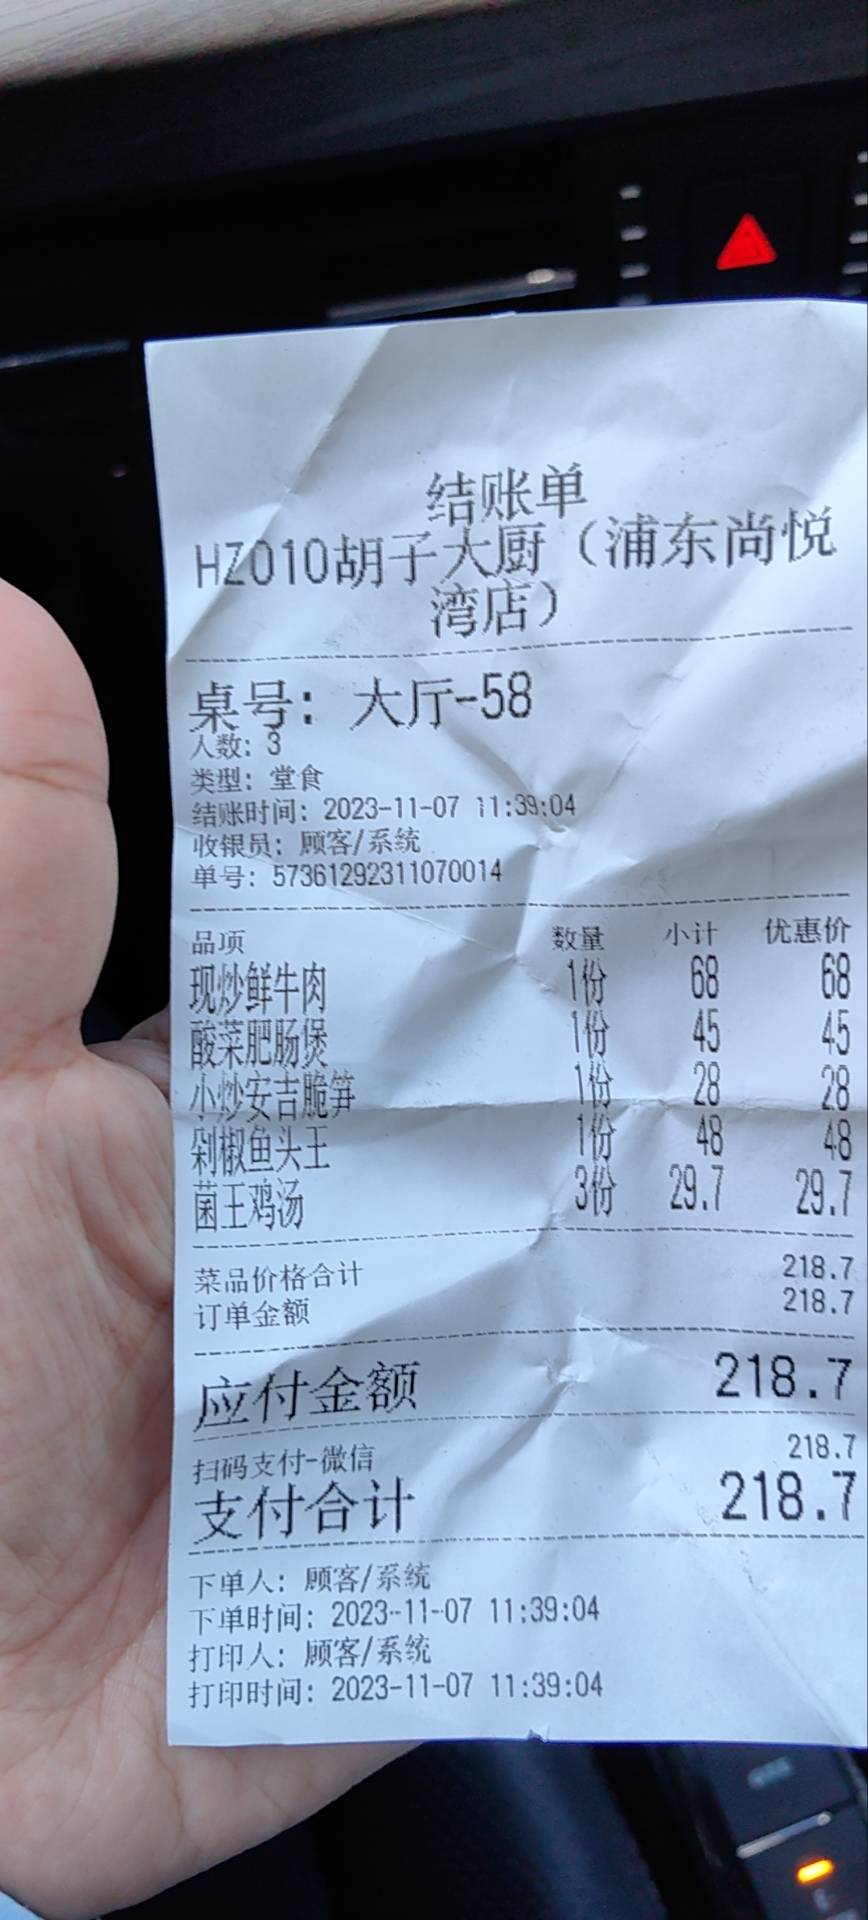 结账单
HZ010胡子大厨（浦东尚悦
湾店）
桌号：大厅-58
人数：3
类型：堂食
结账时间：2023-11-07 11:39:04
收银员：顾客/系统
单号：57361292311070014
品项 数量 小计 优惠价
现炒鲜牛肉 1份 68 68
酸菜肥肠煲 1份 45 45
小炒安吉脆笋 1份 28 28
剁椒鱼头王 1份 48 48
菌王鸡汤 3份 29.7 29.7
菜品价格合计 218.7
订单金额 218.7
应付金额 218.7
扫码支付-微信 218.7
支付合计 218.7
下单人：顾客/系统
下单时间：2023-11-07 11:39:04
打印人：顾客/系统
打印时间：2023-11-07 11:39:04